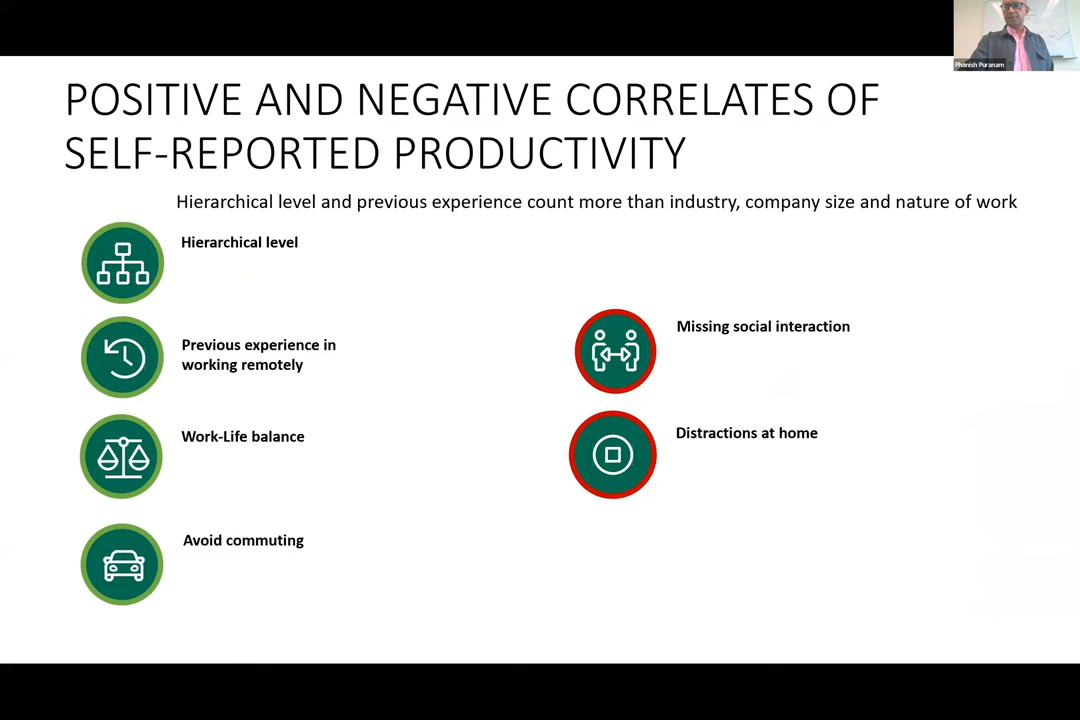 Phanish Puranam
POSITIVE AND NEGATIVE CORRELATES OF
SELF-REPORTED PRODUCTIVITY
Hierarchical level and previous experience count more than industry, company size and nature of work
Hierarchical level
Previous experience in
working remotely
Work-Life balance
Avoid commuting
Missing social interaction
Distractions at home